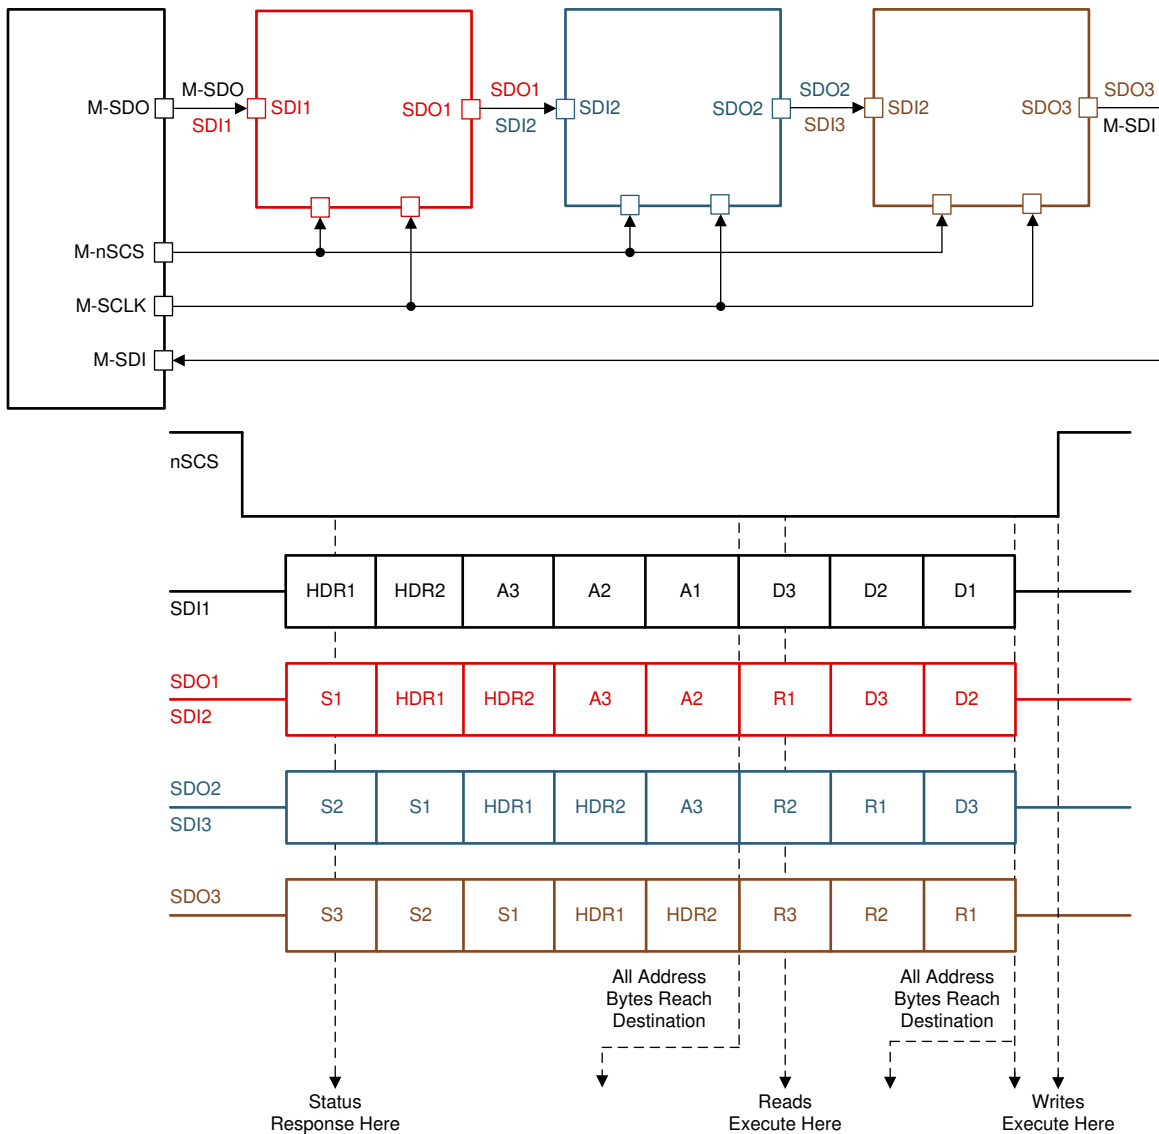 M-SDO
M-SDO
SDI1
SDI1
SDO1
SDO1
SDI2
SDI2
SDO2
SDO2
SDI3
SDI2
SDO3
SDO3
M-SDI
M-nSCS
M-SCLK
M-SDI
nSCS
SDI1
HDR1 HDR2 A3 A2 A1 D3 D2 D1
SDO1
SDI2
S1 HDR1 HDR2 A3 A2 R1 D3 D2
SDO2
SDI3
S2 S1 HDR1 HDR2 A3 R2 R1 D3
SDO3
S3 S2 S1 HDR1 HDR2 R3 R2 R1
All Address
Bytes Reach
Destination
All Address
Bytes Reach
Destination
Status
Response Here
Reads
Execute Here
Writes
Execute Here